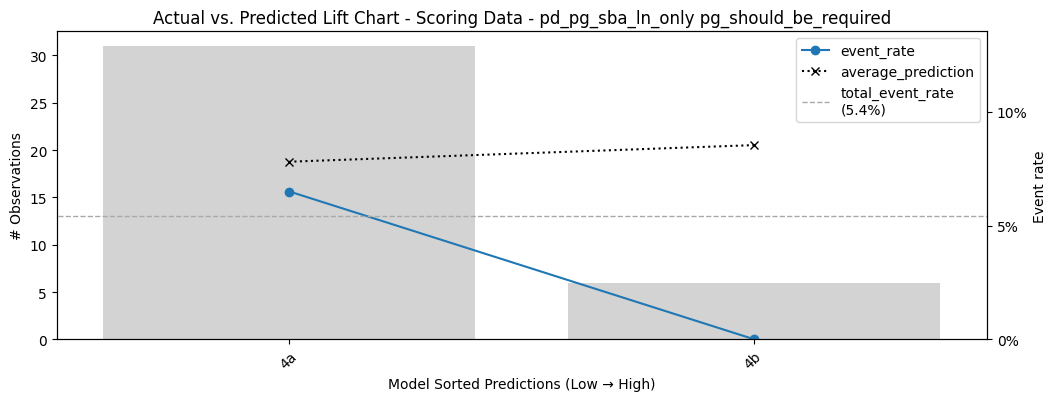 Actual vs. Predicted Lift Chart - Scoring Data - pd_pg_sba_ln_only pg_should_be_required
event_rate
average_prediction
total_event_rate
(5.4%)
# Observations
30
25
20
15
10
5
0
10%
5%
0%
Event rate
4a
4b
Model Sorted Predictions (Low → High)